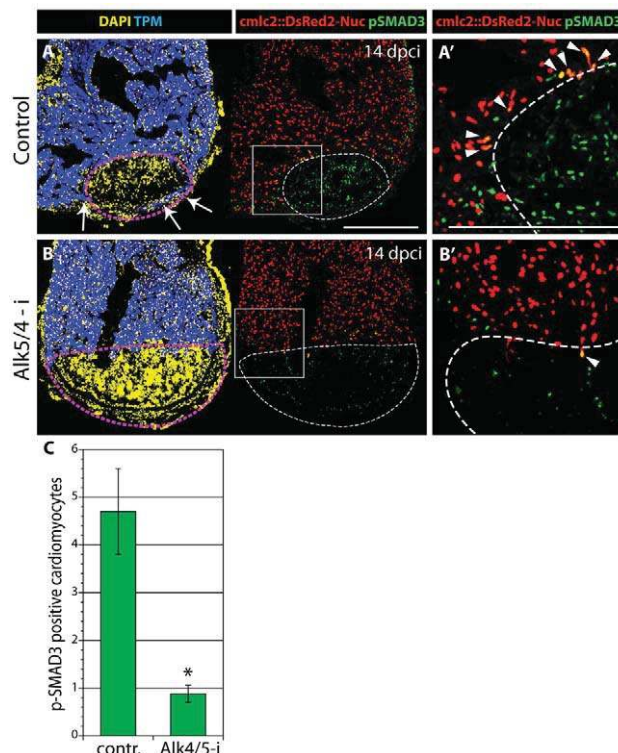 DAPI TPM cmlc2::DsRed2-Nuc pSMAD3 cmlc2::DsRed2-Nuc pSMAD3
Control
A 14 dpci A'
Alk5/4 - i
B 14 dpci B'
C
p-SMAD3 positive cardiomyocytes
6
5
4
3
2
1
0
*
contr. Alk4/5-i